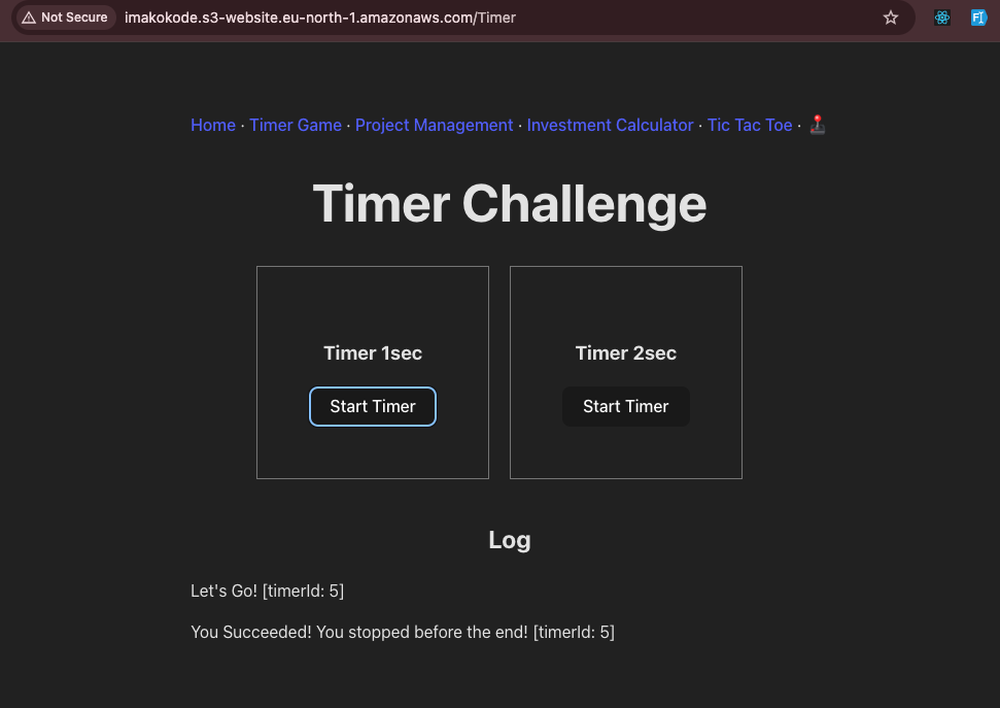 Not Secure imakokode.s3-website.eu-north-1.amazonaws.com/Timer
Home · Timer Game · Project Management · Investment Calculator · Tic Tac Toe · 🕹️
Timer Challenge
Timer 1sec
Start Timer
Timer 2sec
Start Timer
Log
Let's Go! [timerId: 5]
You Succeeded! You stopped before the end! [timerId: 5]